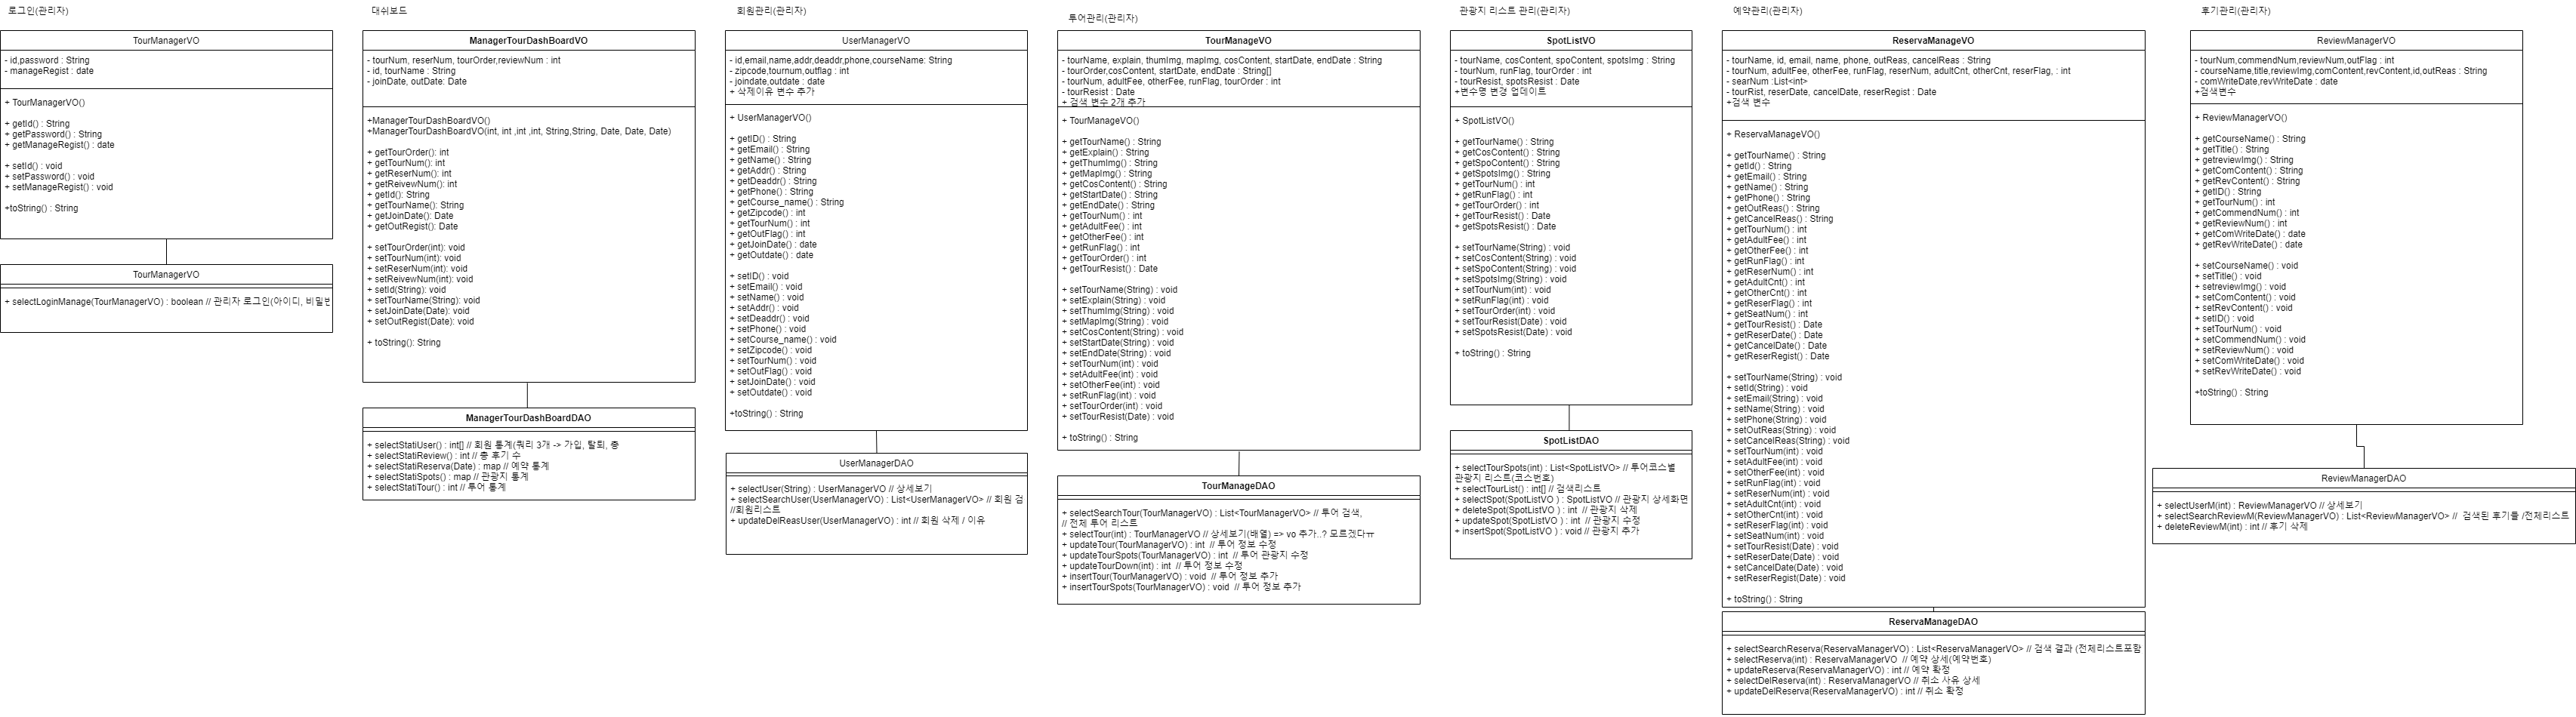 로그인(관리자)
TourManagerVO
- id,password : String
- manageRegist : date
+ TourManagerVO()
+ getId() : String
+ getPassword() : String
+ getManageRegist() : date
+ setId() : void
+ setPassword() : void
+ setManageRegist() : void
+toString() : String
TourManagerVO
+ selectLoginManage(TourManagerVO) : boolean // 관리자 로그인(아이디, 비밀번
대쉬보드
ManagerTourDashBoardVO
- tourNum, reserNum, tourOrder,reviewNum : int
- id, tourName : String
- joinDate, outDate: Date
+ManagerTourDashBoardVO()
+ManagerTourDashBoardVO(int, int ,int ,int, String,String, Date, Date, Date)
+ getTourOrder(): int
+ getTourNum(): int
+ getReserNum(): int
+ getReivewNum(): int
+ getId(): String
+ getTourName(): String
+ getJoinDate(): Date
+ getOutRegist(): Date
+ setTourOrder(int): void
+ setTourNum(int): void
+ setReserNum(int): void
+ setReivewNum(int): void
+ setId(String): void
+ setTourName(String): void
+ setJoinDate(Date): void
+ setOutRegist(Date): void
+ toString(): String
ManagerTourDashBoardDAO
+ selectStatiUser() : int[] // 회원 통계(쿼리 3개 -> 가입, 탈퇴, 총
+ selectStatiReview() : int // 총 후기 수
+ selectStatiReserva(Date) : map // 예약 통계
+ selectStatiSpots() : map // 관광지 통계
+ selectStatiTour() : int // 투어 통계
회원관리(관리자)
UserManagerVO
- id,email,name,addr,deaddr,phone,courseName: String
- zipcode,tournum,outflag : int
- joindate,outdate : date
+ 삭제이유 변수 추가
+ UserManagerVO()
+ getID() : String
+ getEmail() : String
+ getName() : String
+ getAddr() : String
+ getDeaddr() : String
+ getPhone() : String
+ getCourse_name() : String
+ getZipcode() : int
+ getTourNum() : int
+ getOutFlag() : int
+ getJoinDate() : date
+ getOutdate() : date
+ setID() : void
+ setEmail() : void
+ setName() : void
+ setAddr() : void
+ setDeaddr() : void
+ setPhone() : void
+ setCourse_name() : void
+ setZipcode() : void
+ setTourNum() : void
+ setOutFlag() : void
+ setJoinDate() : void
+ setOutdate() : void
+toString() : String
UserManagerDAO
+ selectUser(String) : UserManagerVO // 상세보기
+ selectSearchUser(UserManagerVO) : List<UserManagerVO> // 회원 검
//회원리스트
+ updateDelReasUser(UserManagerVO) : int // 회원 삭제 / 이유
투어관리(관리자)
TourManageVO
- tourName, explain, thumImg, mapImg, cosContent, startDate, endDate : String
- tourOrder,cosContent, startDate, endDate : String[]
- tourNum, adultFee, otherFee, runFlag, tourOrder : int
- tourResist : Date
+ 검색 변수 2개 추가
+ TourManageVO()
+ getTourName() : String
+ getExplain() : String
+ getThumImg() : String
+ getMapImg() : String
+ getCosContent() : String
+ getStartDate() : String
+ getEndDate() : String
+ getTourNum() : int
+ getAdultFee() : int
+ getOtherFee() : int
+ getRunFlag() : int
+ getTourOrder() : int
+ getTourResist() : Date
+ setTourName(String) : void
+ setExplain(String) : void
+ setThumImg(String) : void
+ setMapImg(String) : void
+ setCosContent(String) : void
+ setStartDate(String) : void
+ setEndDate(String) : void
+ setTourNum(int) : void
+ setAdultFee(int) : void
+ setOtherFee(int) : void
+ setRunFlag(int) : void
+ setTourOrder(int) : void
+ setTourResist(Date) : void
+ toString() : String
TourManageDAO
+ selectSearchTour(TourManagerVO) : List<TourManagerVO> // 투어 검색,
// 전체 투어 리스트
+ selectTour(int) : TourManagerVO // 상세보기(배열) => vo 추가..? 모르겠다ㅠ
+ updateTour(TourManagerVO) : int // 투어 정보 수정
+ updateTourSpots(TourManagerVO) : int // 투어 관광지 수정
+ updateTourDown(int) : int // 투어 정보 수정
+ insertTour(TourManagerVO) : void // 투어 정보 추가
+ insertTourSpots(TourManagerVO) : void // 투어 정보 추가
관광지 리스트 관리(관리자)
SpotListVO
- tourName, cosContent, spoContent, spotsImg : String
- tourNum, runFlag, tourOrder : int
- tourResist, spotsResist : Date
+변수명 변경 업데이트
+ SpotListVO()
+ getTourName() : String
+ getCosContent() : String
+ getSpoContent() : String
+ getSpotsImg() : String
+ getTourNum() : int
+ getRunFlag() : int
+ getTourOrder() : int
+ getTourResist() : Date
+ getSpotsResist() : Date
+ setTourName(String) : void
+ setCosContent(String) : void
+ setSpoContent(String) : void
+ setSpotsImg(String) : void
+ setTourNum(int) : void
+ setRunFlag(int) : void
+ setTourOrder(int) : void
+ setTourResist(Date) : void
+ setSpotsResist(Date) : void
+ toString() : String
SpotListDAO
+ selectTourSpots(int) : List<SpotListVO> // 투어코스별
관광지 리스트(코스번호)
+ selectTourList() : int[] // 검색리스트
+ selectSpot(SpotListVO ) : SpotListVO // 관광지 상세화면
+ deleteSpot(SpotListVO ) : int // 관광지 삭제
+ updateSpot(SpotListVO ) : int // 관광지 수정
+ insertSpot(SpotListVO ) : void // 관광지 추가
예약관리(관리자)
ReservaManageVO
- tourName, id, email, name, phone, outReas, cancelReas : String
- tourNum, adultFee, otherFee, runFlag, reserNum, adultCnt, otherCnt, reserFlag, : int
- searNum :List<int>
- tourRist, reserDate, cancelDate, reserRegist : Date
+검색 변수
+ ReservaManageVO()
+ getTourName() : String
+ getId() : String
+ getEmail() : String
+ getName() : String
+ getPhone() : String
+ getOutReas() : String
+ getCancelReas() : String
+ getTourNum() : int
+ getAdultFee() : int
+ getOtherFee() : int
+ getRunFlag() : int
+ getReserNum() : int
+ getAdultCnt() : int
+ getOtherCnt() : int
+ getReserFlag() : int
+ getSeatNum() : int
+ getTourResist() : Date
+ getReserDate() : Date
+ getCancelDate() : Date
+ getReserRegist() : Date
+ setTourName(String) : void
+ setId(String) : void
+ setEmail(String) : void
+ setName(String) : void
+ setPhone(String) : void
+ setOutReas(String) : void
+ setCancelReas(String) : void
+ setTourNum(int) : void
+ setAdultFee(int) : void
+ setOtherFee(int) : void
+ setRunFlag(int) : void
+ setReserNum(int) : void
+ setAdultCnt(int) : void
+ setOtherCnt(int) : void
+ setReserFlag(int) : void
+ setSeatNum(int) : void
+ setTourResist(Date) : void
+ setReserDate(Date) : void
+ setCancelDate(Date) : void
+ setReserRegist(Date) : void
+ toString() : String
ReservaManageDAO
+ selectSearchReserva(ReservaManagerVO) : List<ReservaManagerVO> // 검색 결과 (전체리스트포함
+ selectReserva(int) : ReservaManagerVO // 예약 상세(예약번호)
+ updateReserva(ReservaManagerVO) : int // 예약 확정
+ selectDelReserva(int) : ReservaManagerVO // 취소 사유 상세
+ updateDelReserva(ReservaManagerVO) : int // 취소 확정
후기관리(관리자)
ReviewManagerVO
- tourNum,commendNum,reviewNum,outFlag : int
- courseName,title,reviewImg,comContent,revContent,id,outReas : String
- comWriteDate,revWriteDate : date
+검색변수
+ ReviewManagerVO()
+ getCourseName() : String
+ getTitle() : String
+ getreviewImg() : String
+ getComContent() : String
+ getRevContent() : String
+ getID() : String
+ getTourNum() : int
+ getCommendNum() : int
+ getReviewNum() : int
+ getComWriteDate() : date
+ getRevWriteDate() : date
+ setCourseName() : void
+ setTitle() : void
+ setreviewImg() : void
+ setComContent() : void
+ setRevContent() : void
+ setID() : void
+ setTourNum() : void
+ setCommendNum() : void
+ setReviewNum() : void
+ setComWriteDate() : void
+ setRevWriteDate() : void
+toString() : String
ReviewManagerDAO
+ selectUserM(int) : ReviewManagerVO // 상세보기
+ selectSearchReviewM(ReviewManagerVO) : List<ReviewManagerVO> // 검색된 후기들 /전체리스트
+ deleteReviewM(int) : int // 후기 삭제